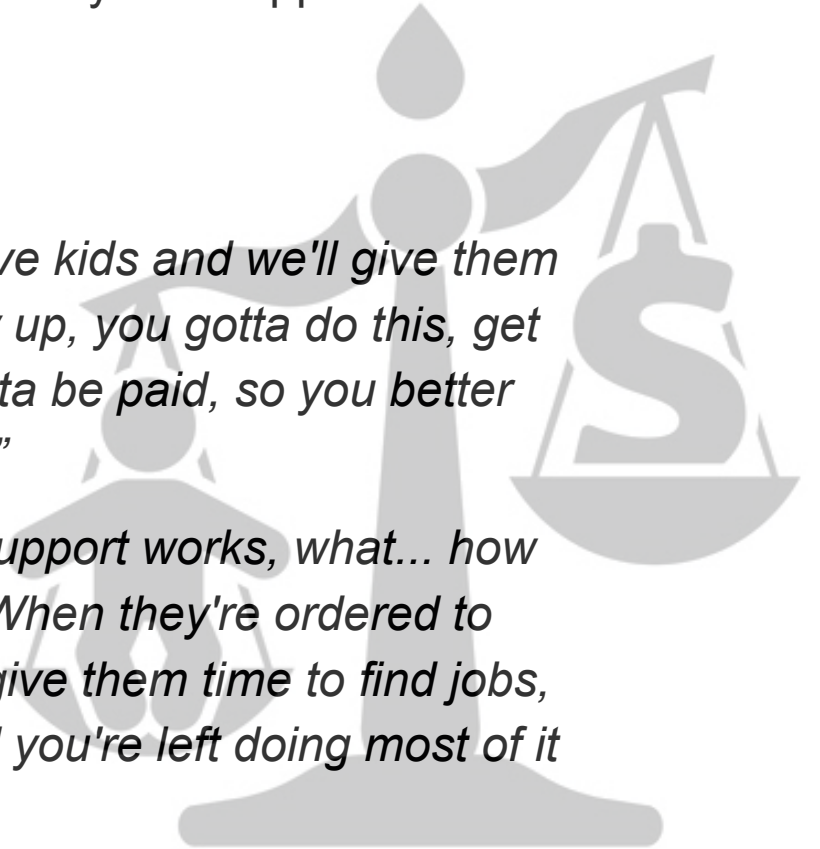 ve kids and we'll give them
up, you gotta do this, get
ta be paid, so you better
”
upport works, what... how
When they're ordered to
give them time to find jobs,
you're left doing most of it
$